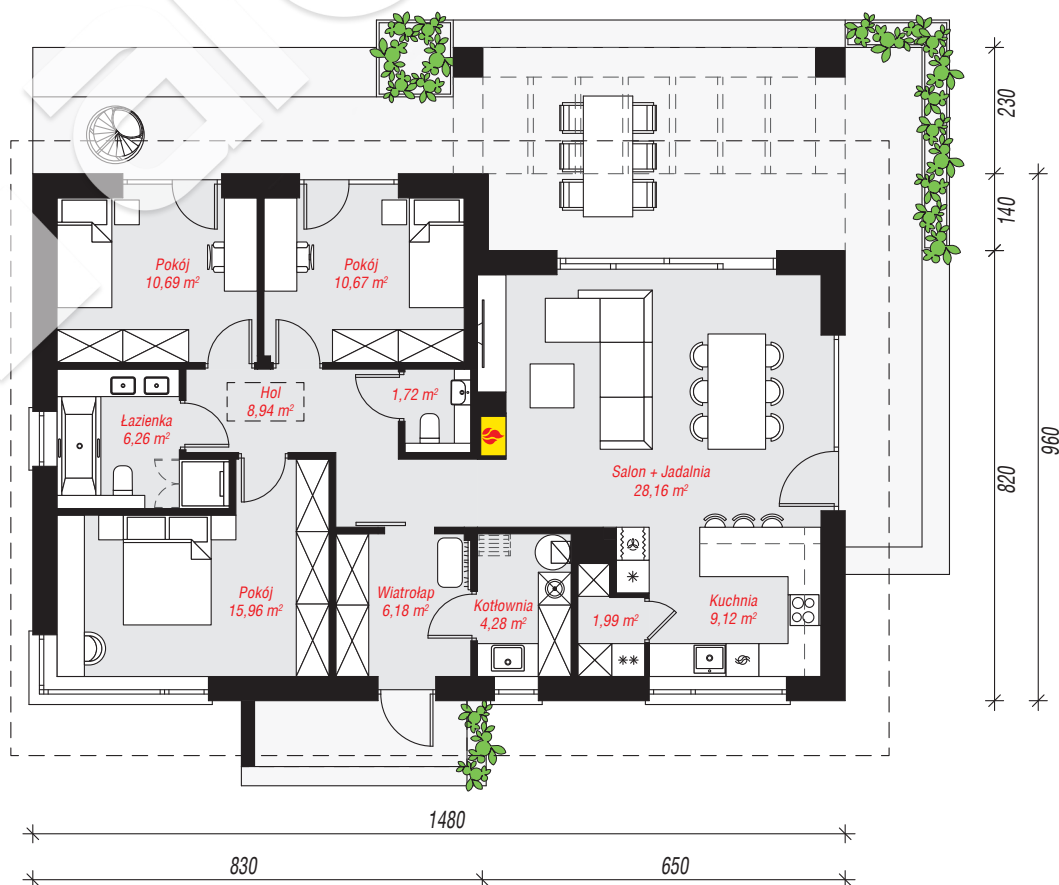 230
140
960
820
Pokój
10,69 m²
Pokój
10,67 m²
Hol
8,94 m²
1,72 m²
Łazienka
6,26 m²
Salon + Jadalnia
28,16 m²
Pokój
15,96 m²
Wiatrołap
6,18 m²
Kotłownia
4,28 m²
1,99 m²
Kuchnia
9,12 m²
1480
830
650